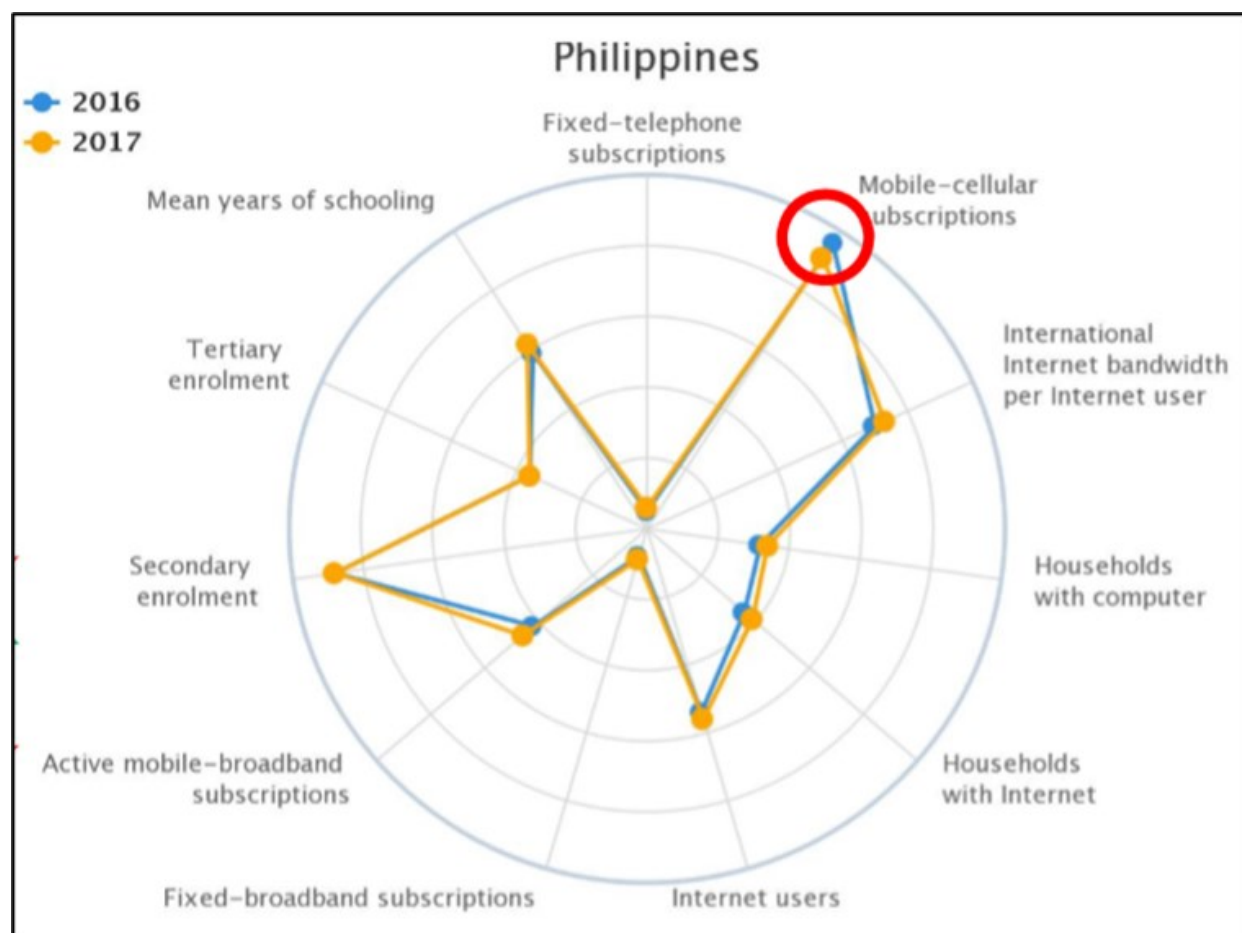 Philippines
2016
2017
Fixed-telephone
subscriptions
Mobile-cellular
ubscriptions
International
Internet bandwidth
per Internet user
Households
with computer
Households
with Internet
Internet users
Fixed-broadband subscriptions
Active mobile-broadband
subscriptions
Secondary
enrolment
Tertiary
enrolment
Mean years of schooling